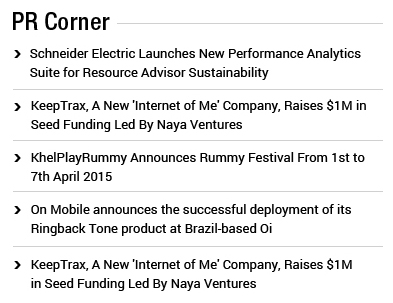 PR Corner
Schneider Electric Launches New Performance Analytics
Suite for Resource Advisor Sustainability
KeepTrax, A New 'Internet of Me' Company, Raises $1M in
Seed Funding Led By Naya Ventures
KhelPlayRummy Announces Rummy Festival From 1st to
7th April 2015
On Mobile announces the successful deployment of its
Ringback Tone product at Brazil-based Oi
KeepTrax, A New 'Internet of Me' Company, Raises $1M
in Seed Funding Led By Naya Ventures